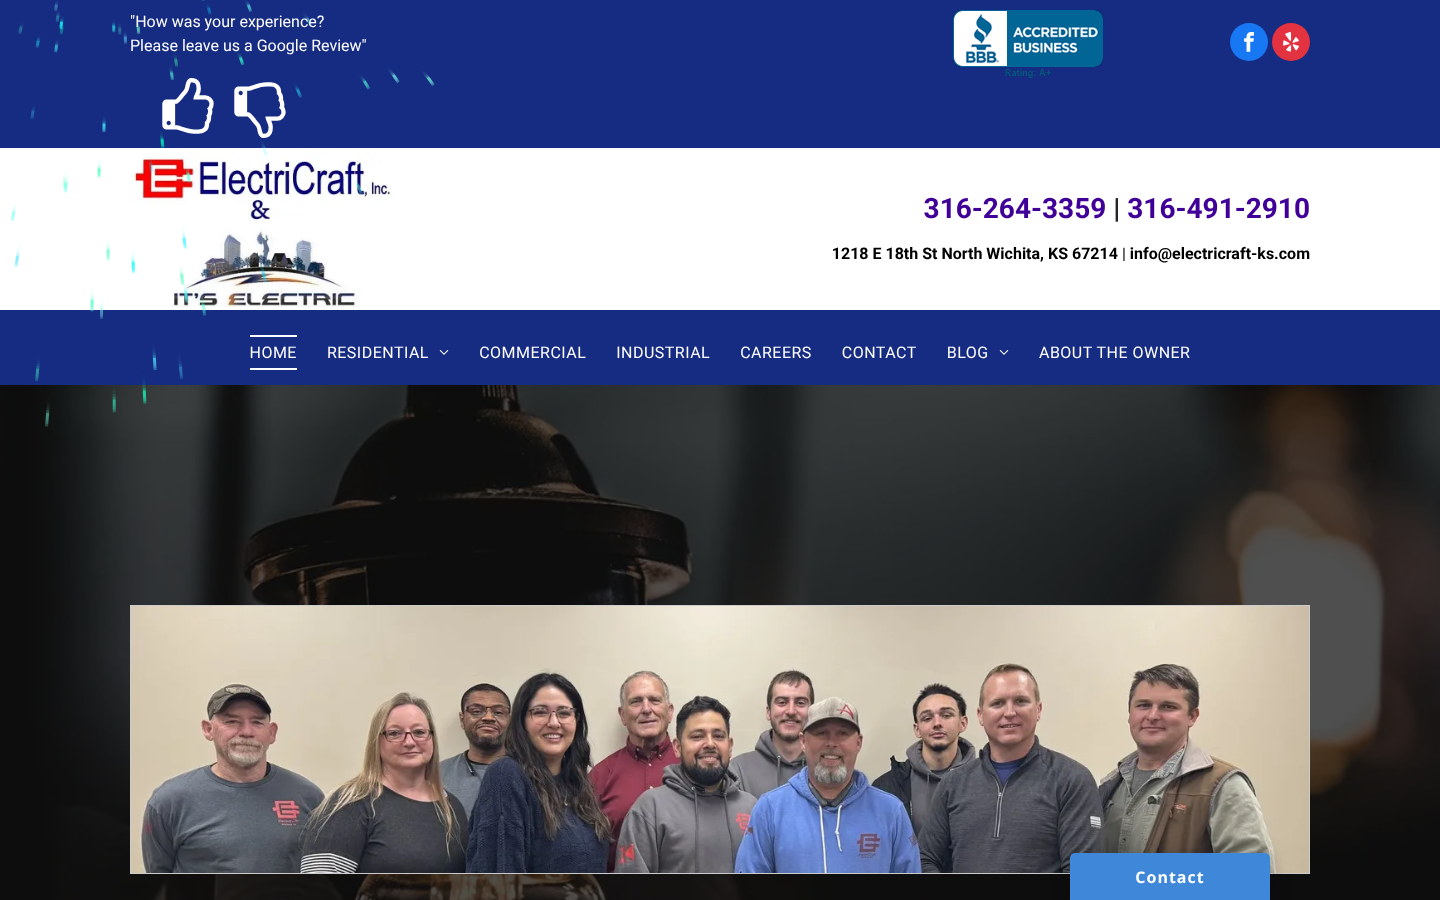 "How was your experience?
Please leave us a Google Review"
BBB.
ACCREDITED
BUSINESS
Rating: A+
ElectriCraft, Inc.
&
IT'S ELECTRIC
316-264-3359 | 316-491-2910
1218 E 18th St North Wichita, KS 67214 | info@electricraft-ks.com
HOME RESIDENTIAL COMMERCIAL INDUSTRIAL CAREERS CONTACT BLOG ABOUT THE OWNER
Contact